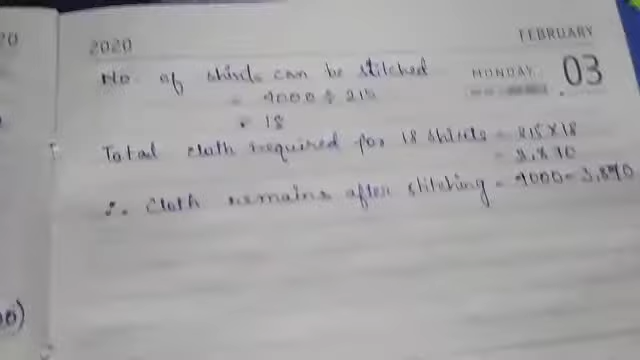 20
2020
FEBRUARY
MONDAY 03
No. of shirts can be stitched
= 4000 ÷ 215
= 18
Total cloth required for 18 shirts = 215 X 18
= 3,870
∴ Cloth remains after stitching = 4000 - 3,870